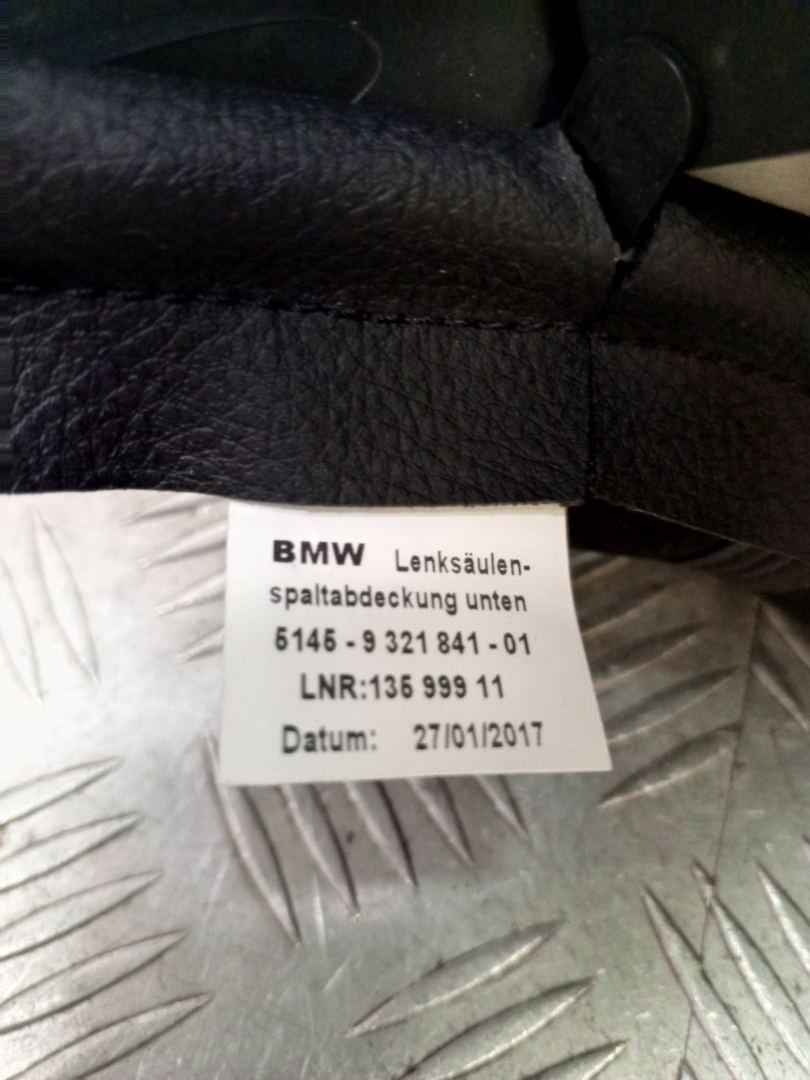 BMW Lenksäulen-
spaltabdeckung unten
5145 - 9 321 841 - 01
LNR:135 999 11
Datum: 27/01/2017